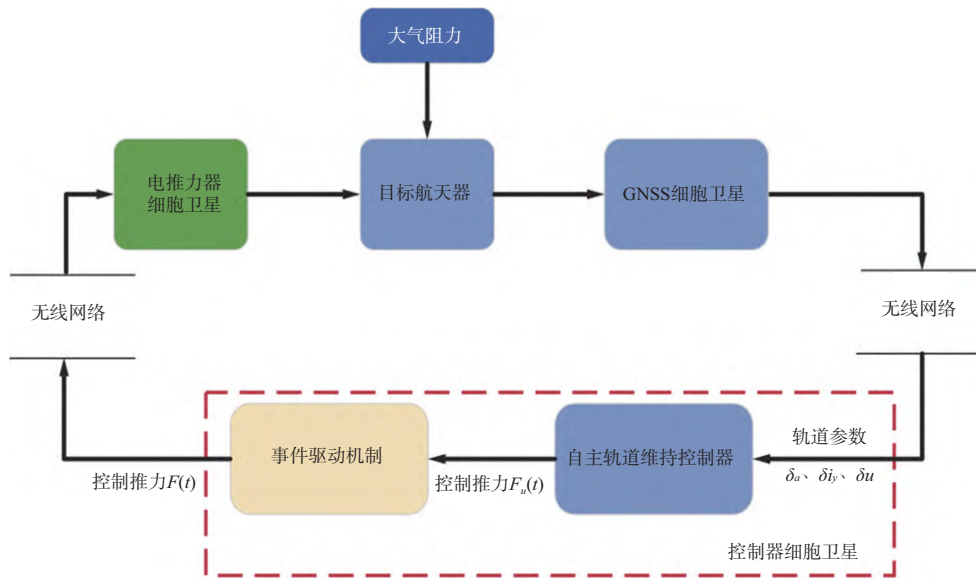 大气阻力
电推力器
细胞卫星
目标航天器
GNSS细胞卫星
无线网络
无线网络
事件驱动机制
自主轨道维持控制器
轨道参数
δa、δiy、δu
控制推力F(t)
控制推力Fu(t)
控制器细胞卫星